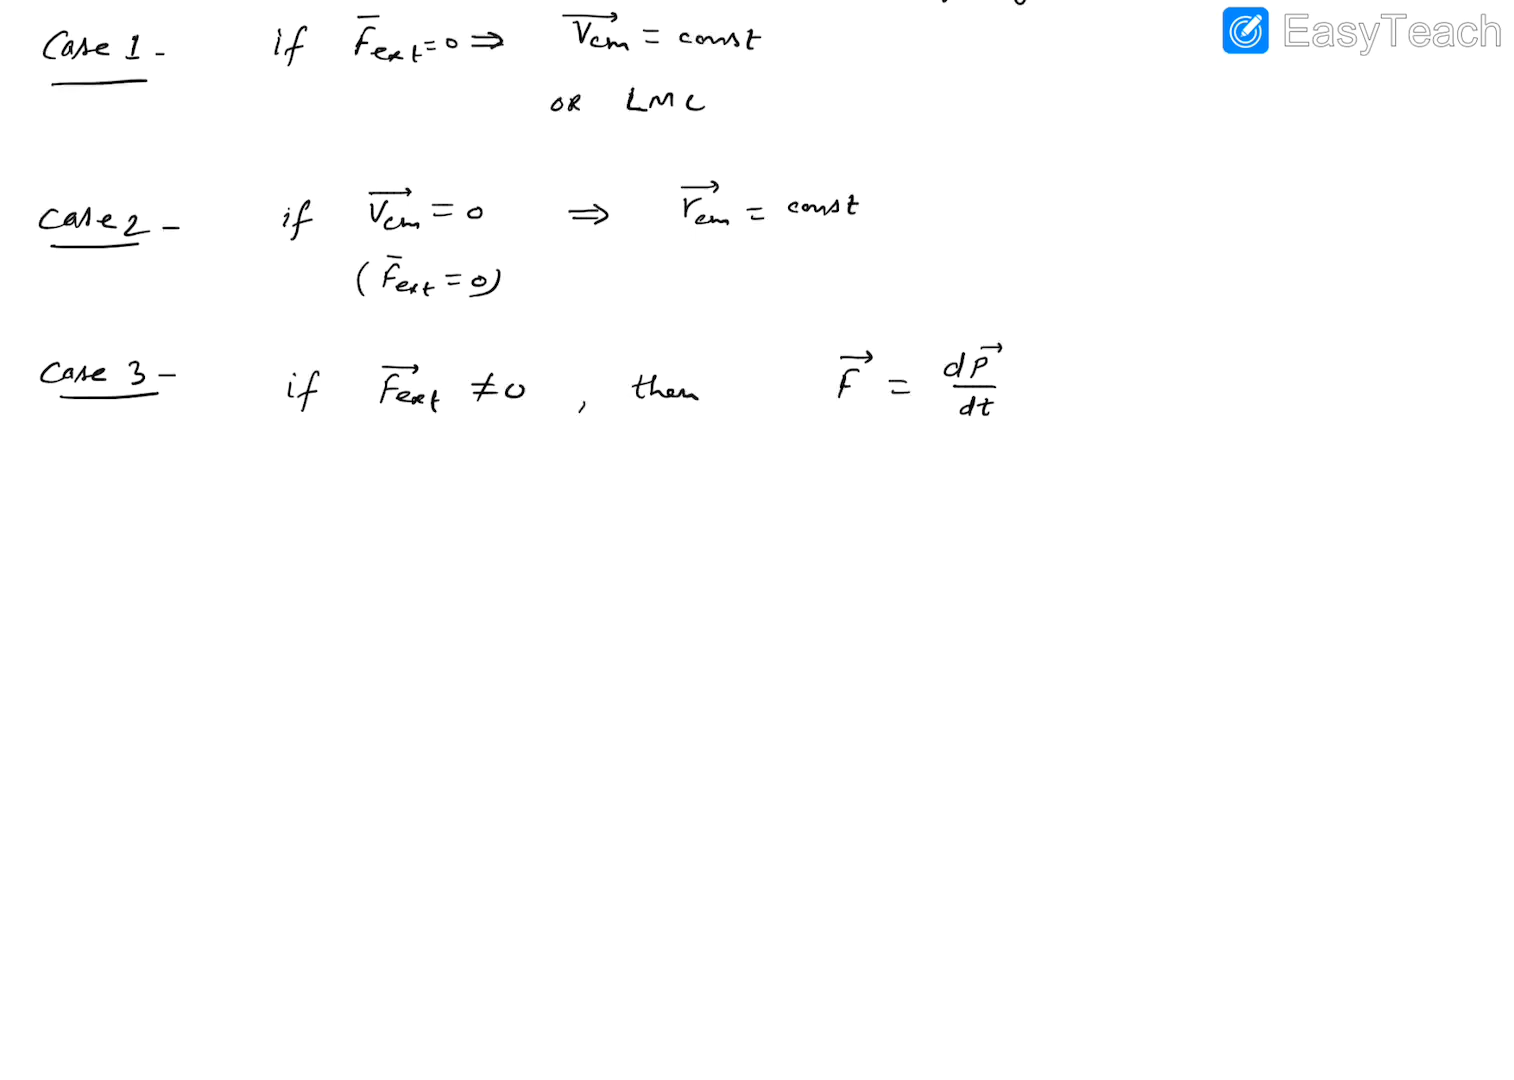 EasyTeach
Case 1 - if F̅ext = 0 ⇒ V⃗cm = const
OR LMC
Case 2 - if V⃗cm = 0 ⇒ r⃗cm = const
(F̅ext = 0)
Case 3 - if F⃗ext ≠ 0 , then F⃗ = dP⃗/dt